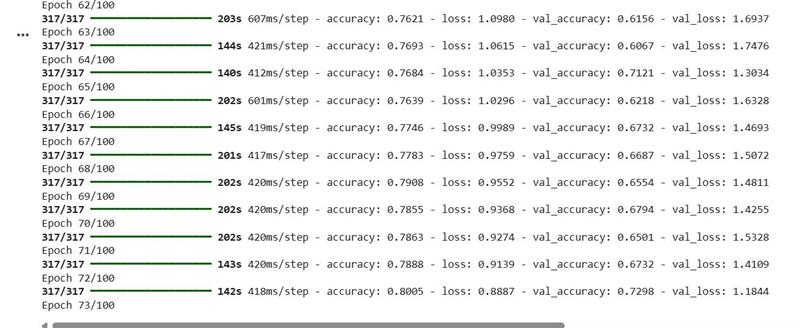 Epoch 62/100
317/317 203s 607ms/step - accuracy: 0.7621 - loss: 1.0980 - val_accuracy: 0.6156 - val_loss: 1.6937
Epoch 63/100
317/317 144s 421ms/step - accuracy: 0.7693 - loss: 1.0615 - val_accuracy: 0.6067 - val_loss: 1.7476
Epoch 64/100
317/317 140s 412ms/step - accuracy: 0.7684 - loss: 1.0353 - val_accuracy: 0.7121 - val_loss: 1.3034
Epoch 65/100
317/317 202s 601ms/step - accuracy: 0.7639 - loss: 1.0296 - val_accuracy: 0.6218 - val_loss: 1.6328
Epoch 66/100
317/317 145s 419ms/step - accuracy: 0.7746 - loss: 0.9989 - val_accuracy: 0.6732 - val_loss: 1.4693
Epoch 67/100
317/317 201s 417ms/step - accuracy: 0.7783 - loss: 0.9759 - val_accuracy: 0.6687 - val_loss: 1.5072
Epoch 68/100
317/317 202s 420ms/step - accuracy: 0.7908 - loss: 0.9552 - val_accuracy: 0.6554 - val_loss: 1.4811
Epoch 69/100
317/317 202s 420ms/step - accuracy: 0.7855 - loss: 0.9368 - val_accuracy: 0.6794 - val_loss: 1.4255
Epoch 70/100
317/317 202s 420ms/step - accuracy: 0.7863 - loss: 0.9274 - val_accuracy: 0.6501 - val_loss: 1.5328
Epoch 71/100
317/317 143s 420ms/step - accuracy: 0.7888 - loss: 0.9139 - val_accuracy: 0.6732 - val_loss: 1.4109
Epoch 72/100
317/317 142s 418ms/step - accuracy: 0.8005 - loss: 0.8887 - val_accuracy: 0.7298 - val_loss: 1.1844
Epoch 73/100